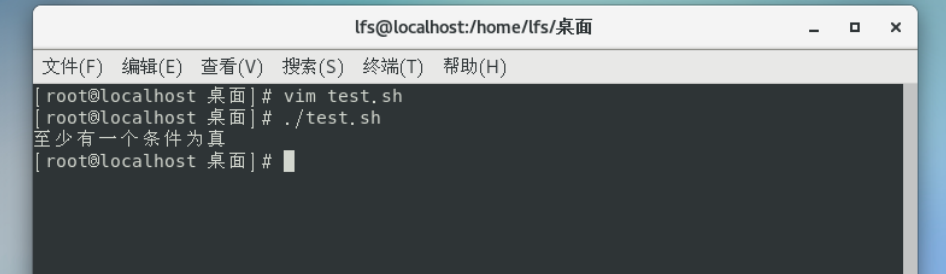 lfs@localhost:/home/lfs/桌面
文件(F) 编辑(E) 查看(V) 搜索(S) 终端(T) 帮助(H)
[root@localhost 桌面]# vim test.sh
[root@localhost 桌面]# ./test.sh
至少有一个条件为真
[root@localhost 桌面]#